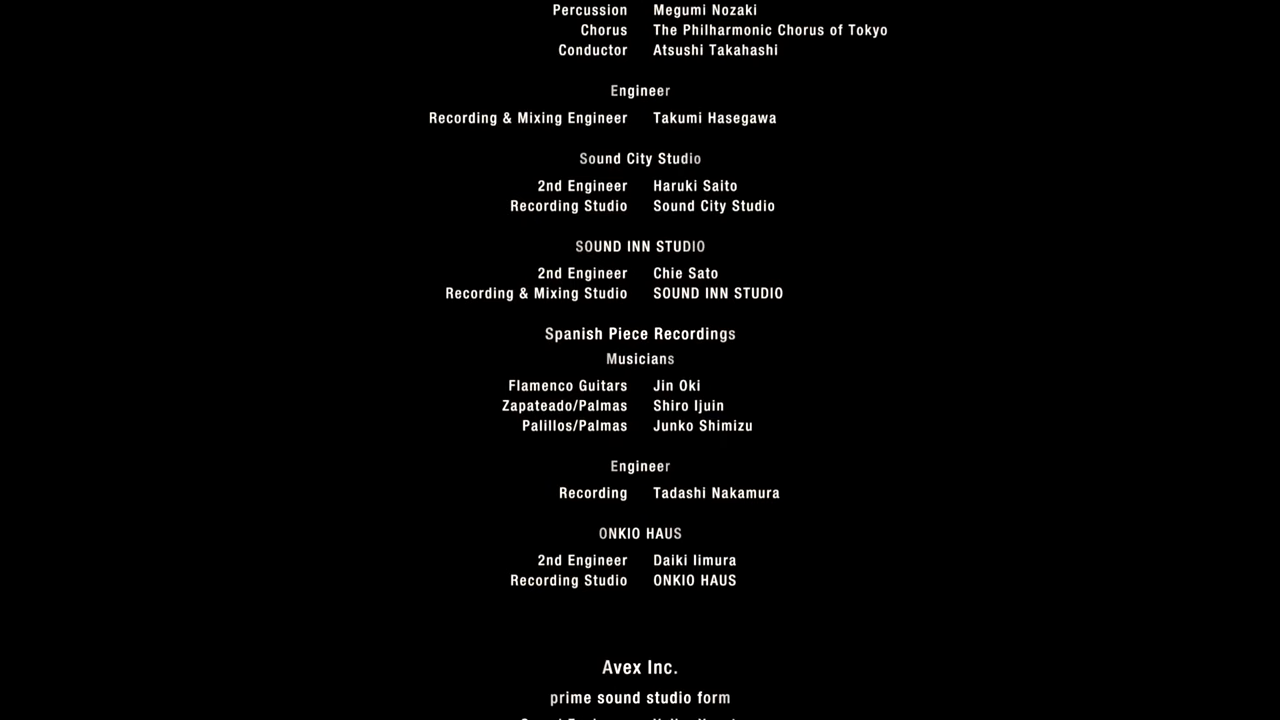 Percussion Megumi Nozaki
Chorus The Philharmonic Chorus of Tokyo
Conductor Atsushi Takahashi
Engineer
Recording & Mixing Engineer Takumi Hasegawa
Sound City Studio
2nd Engineer Haruki Saito
Recording Studio Sound City Studio
SOUND INN STUDIO
2nd Engineer Chie Sato
Recording & Mixing Studio SOUND INN STUDIO
Spanish Piece Recordings
Musicians
Flamenco Guitars Jin Oki
Zapateado/Palmas Shiro Ijuin
Palillos/Palmas Junko Shimizu
Engineer
Recording Tadashi Nakamura
ONKIO HAUS
2nd Engineer Daiki Iimura
Recording Studio ONKIO HAUS
Avex Inc.
prime sound studio form